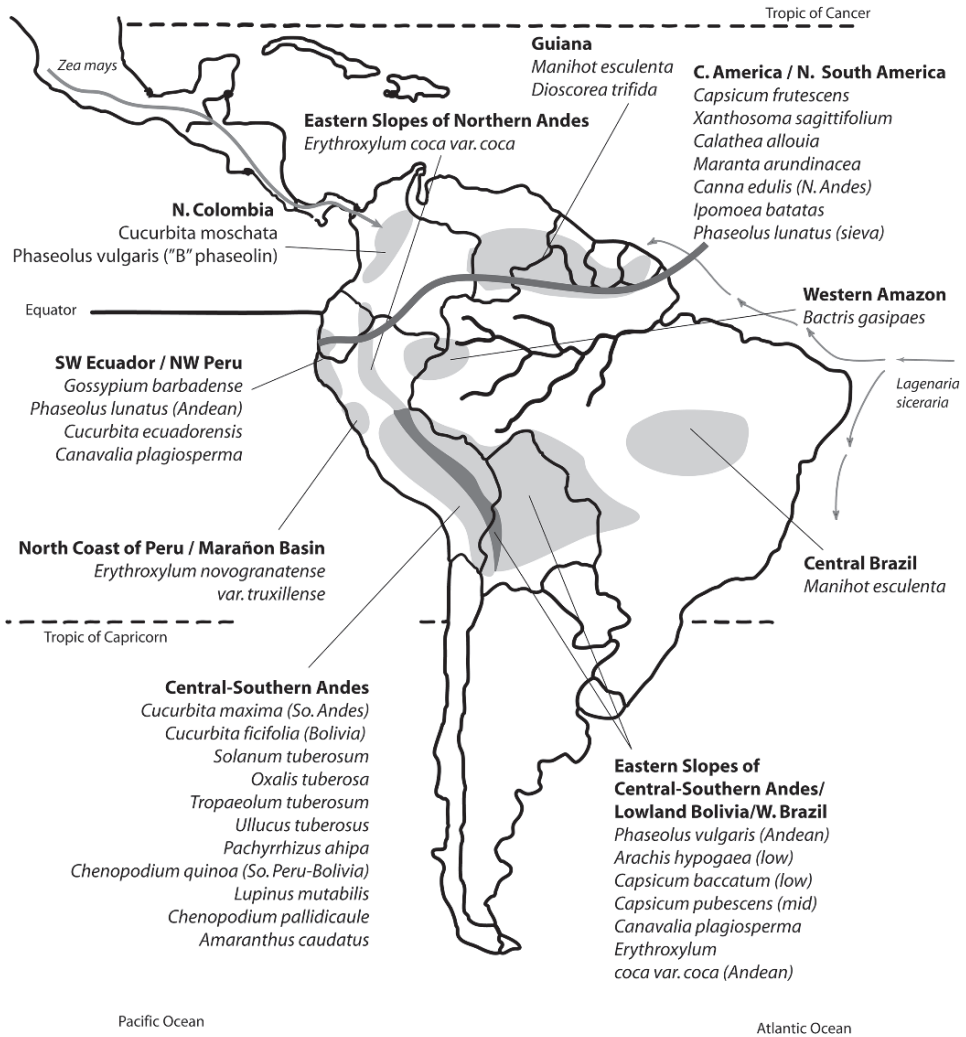 Tropic of Cancer
Zea mays
Guiana
Manihot esculenta
Dioscorea trifida
C. America / N. South America
Capsicum frutescens
Xanthosoma sagittifolium
Calathea allouia
Maranta arundinacea
Canna edulis (N. Andes)
Ipomoea batatas
Phaseolus lunatus (sieva)
Eastern Slopes of Northern Andes
Erythroxylum coca var. coca
N. Colombia
Cucurbita moschata
Phaseolus vulgaris ("B" phaseolin)
Equator
Western Amazon
Bactris gasipaes
SW Ecuador / NW Peru
Gossypium barbadense
Phaseolus lunatus (Andean)
Cucurbita ecuadorensis
Canavalia plagiosperma
Lagenaria
siceraria
North Coast of Peru / Marañon Basin
Erythroxylum novogranatense
var. truxillense
Central Brazil
Manihot esculenta
Tropic of Capricorn
Central-Southern Andes
Cucurbita maxima (So. Andes)
Cucurbita ficifolia (Bolivia)
Solanum tuberosum
Oxalis tuberosa
Tropaeolum tuberosum
Ullucus tuberosus
Pachyrrhizus ahipa
Chenopodium quinoa (So. Peru-Bolivia)
Lupinus mutabilis
Chenopodium pallidicaule
Amaranthus caudatus
Eastern Slopes of
Central-Southern Andes/
Lowland Bolivia/W. Brazil
Phaseolus vulgaris (Andean)
Arachis hypogaea (low)
Capsicum baccatum (low)
Capsicum pubescens (mid)
Canavalia plagiosperma
Erythroxylum
coca var. coca (Andean)
Pacific Ocean
Atlantic Ocean